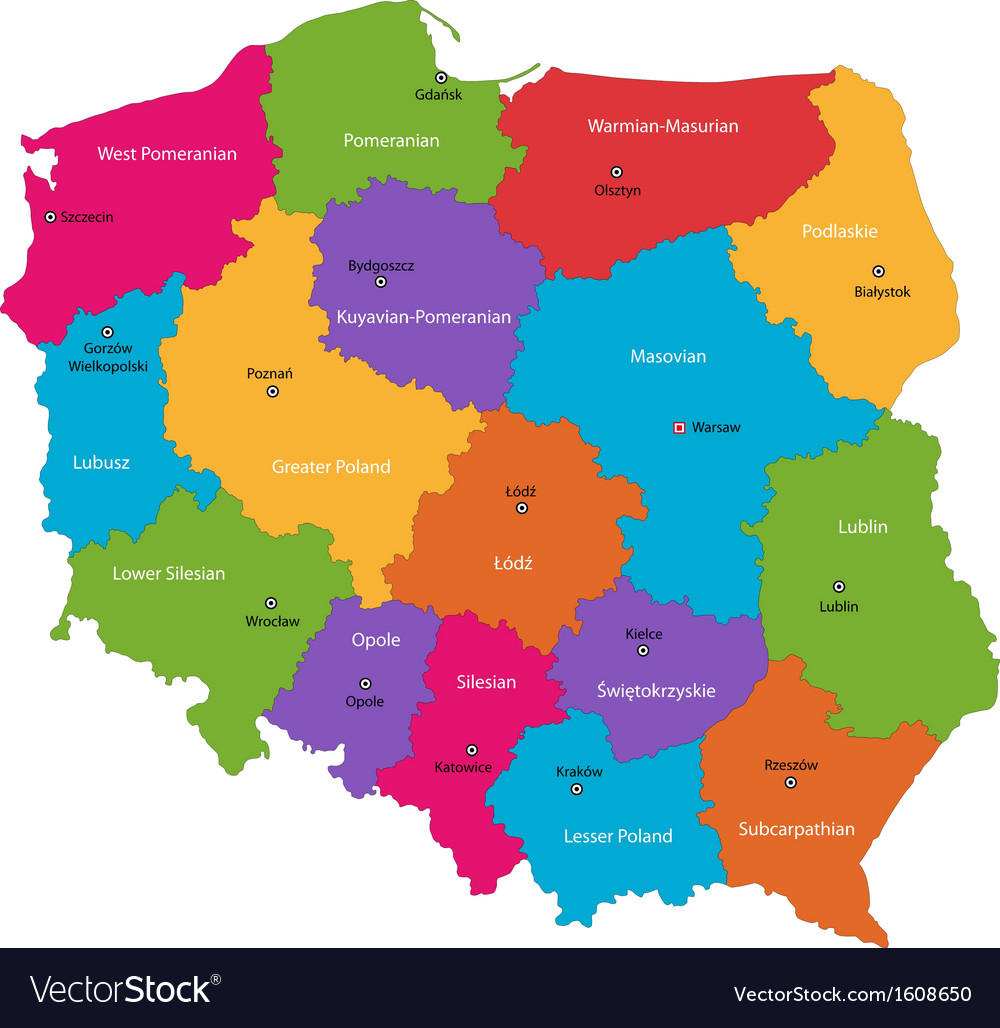 Gdańsk
Pomeranian
Warmian-Masurian
West Pomeranian
Olsztyn
Szczecin
Podlaskie
Bydgoszcz
Białystok
Kuyavian-Pomeranian
Gorzów
Wielkopolski
Masovian
Poznań
Warsaw
Lubusz
Greater Poland
Łódź
Lublin
Łódź
Lower Silesian
Lublin
Wrocław
Opole
Kielce
Silesian
Świętokrzyskie
Opole
Katowice
Kraków
Rzeszów
Lesser Poland
Subcarpathian
VectorStock®
VectorStock.com/1608650